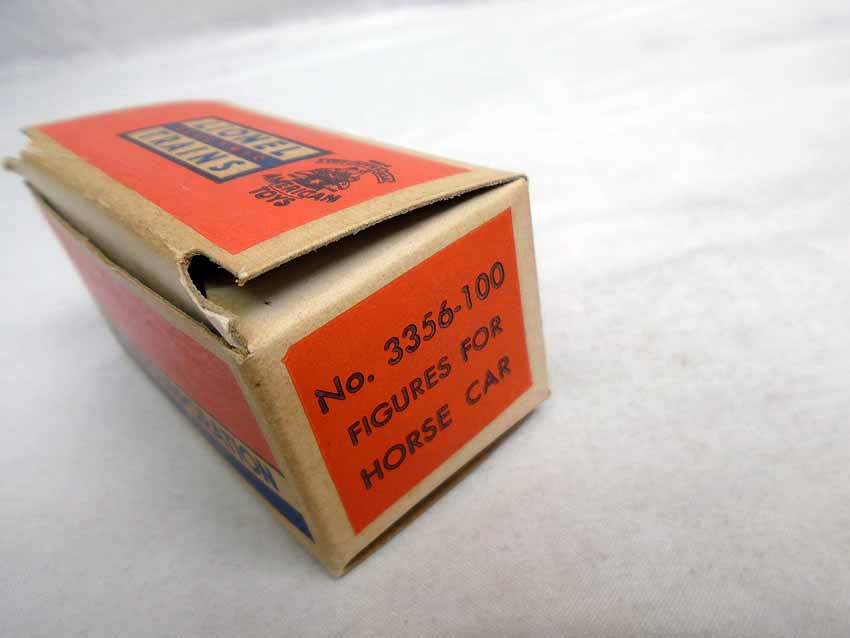 LIONEL
TRAINS
AMERICAN
TOYS
No. 3356-100
FIGURES FOR
HORSE CAR